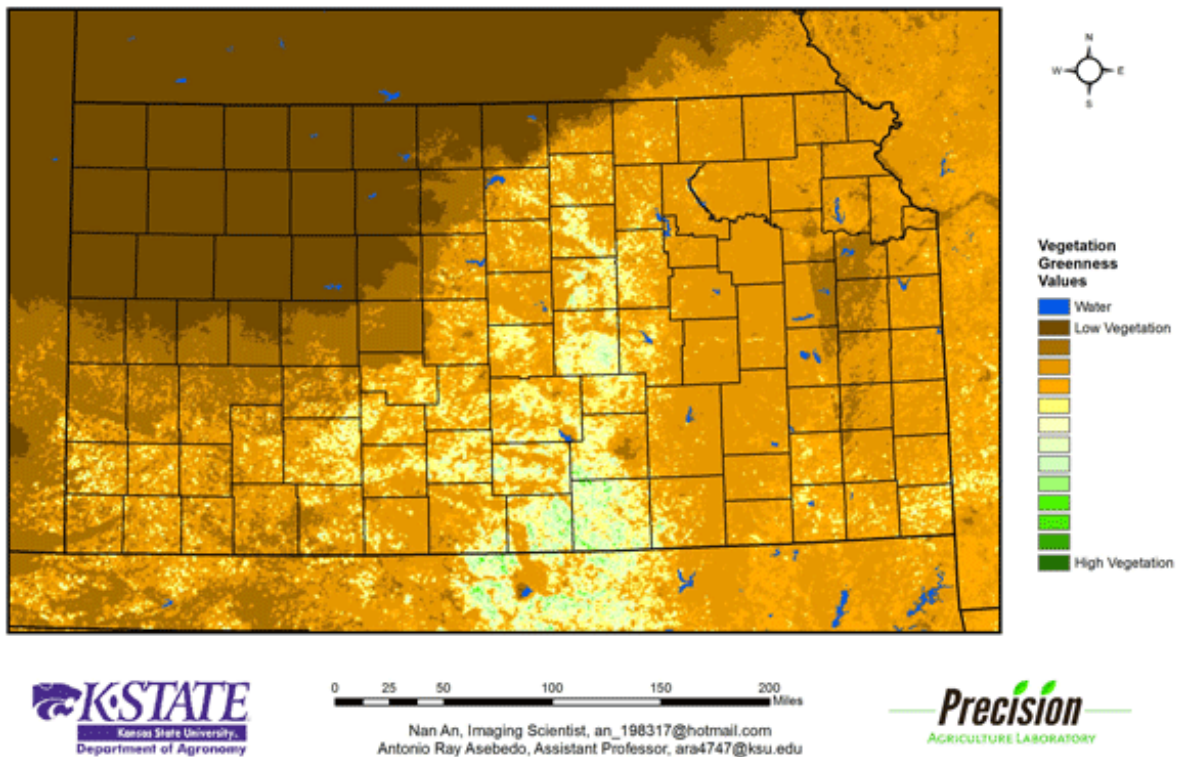 N
W
E
S
Vegetation
Greenness
Values
Water
Low Vegetation
High Vegetation
K-STATE
Kansas State University.
Department of Agronomy
0 25 50 100 150 200
Miles
Nan An, Imaging Scientist, an_198317@hotmail.com
Antonio Ray Asebedo, Assistant Professor, ara4747@ksu.edu
Precision
AGRICULTURE LABORATORY